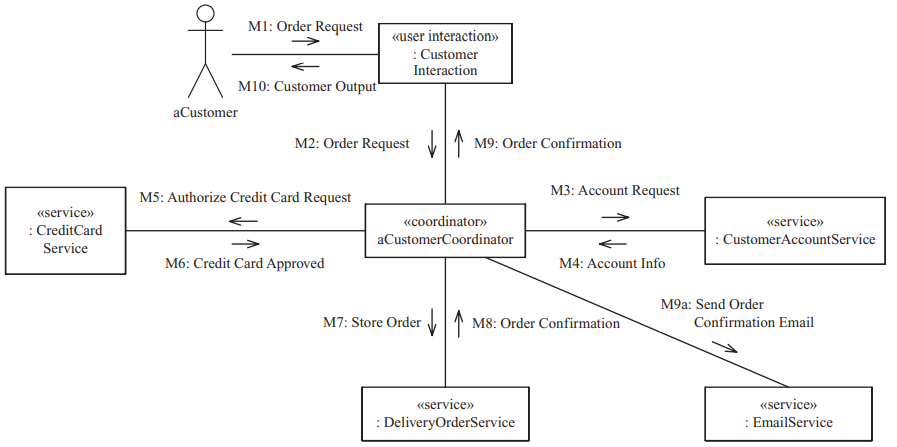 M1: Order Request
«user interaction»
: Customer
Interaction
M10: Customer Output
aCustomer
M2: Order Request
M9: Order Confirmation
M5: Authorize Credit Card Request
M3: Account Request
«service»
: CreditCard
Service
«coordinator»
aCustomerCoordinator
«service»
: CustomerAccountService
M6: Credit Card Approved
M4: Account Info
M7: Store Order
M8: Order Confirmation
M9a: Send Order
Confirmation Email
«service»
: DeliveryOrderService
«service»
: EmailService